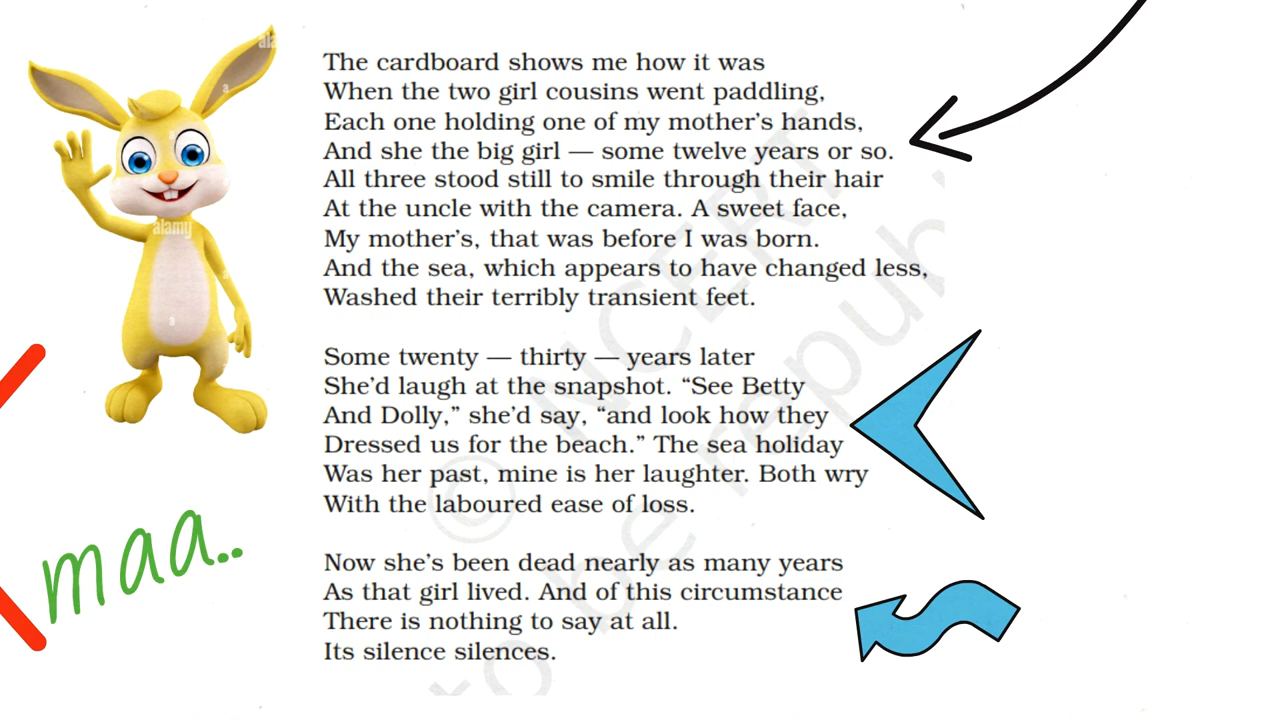 The cardboard shows me how it was
When the two girl cousins went paddling,
Each one holding one of my mother's hands,
And she the big girl — some twelve years or so.
All three stood still to smile through their hair
At the uncle with the camera. A sweet face,
My mother's, that was before I was born.
And the sea, which appears to have changed less,
Washed their terribly transient feet.
Some twenty — thirty — years later
She'd laugh at the snapshot. “See Betty
And Dolly,” she'd say, “and look how they
Dressed us for the beach.” The sea holiday
Was her past, mine is her laughter. Both wry
With the laboured ease of loss.
Now she's been dead nearly as many years
As that girl lived. And of this circumstance
There is nothing to say at all.
Its silence silences.
maa..
© NCERT
to be republ
alamy
a
a
a